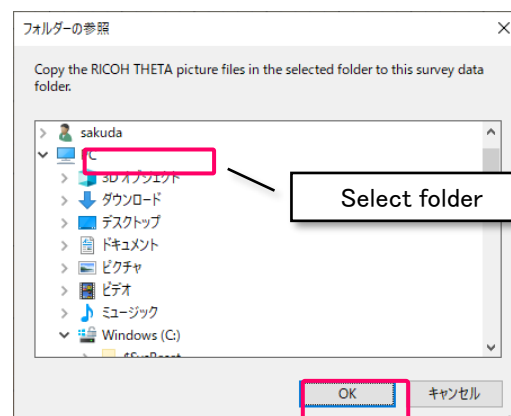 フォルダーの参照
Copy the RICOH THETA picture files in the selected folder to this survey data
folder.
sakuda
PC
3D オブジェクト
ダウンロード
Select folder
デスクトップ
ドキュメント
ピクチャ
ビデオ
ミュージック
Windows (C:)
OK
キャンセル